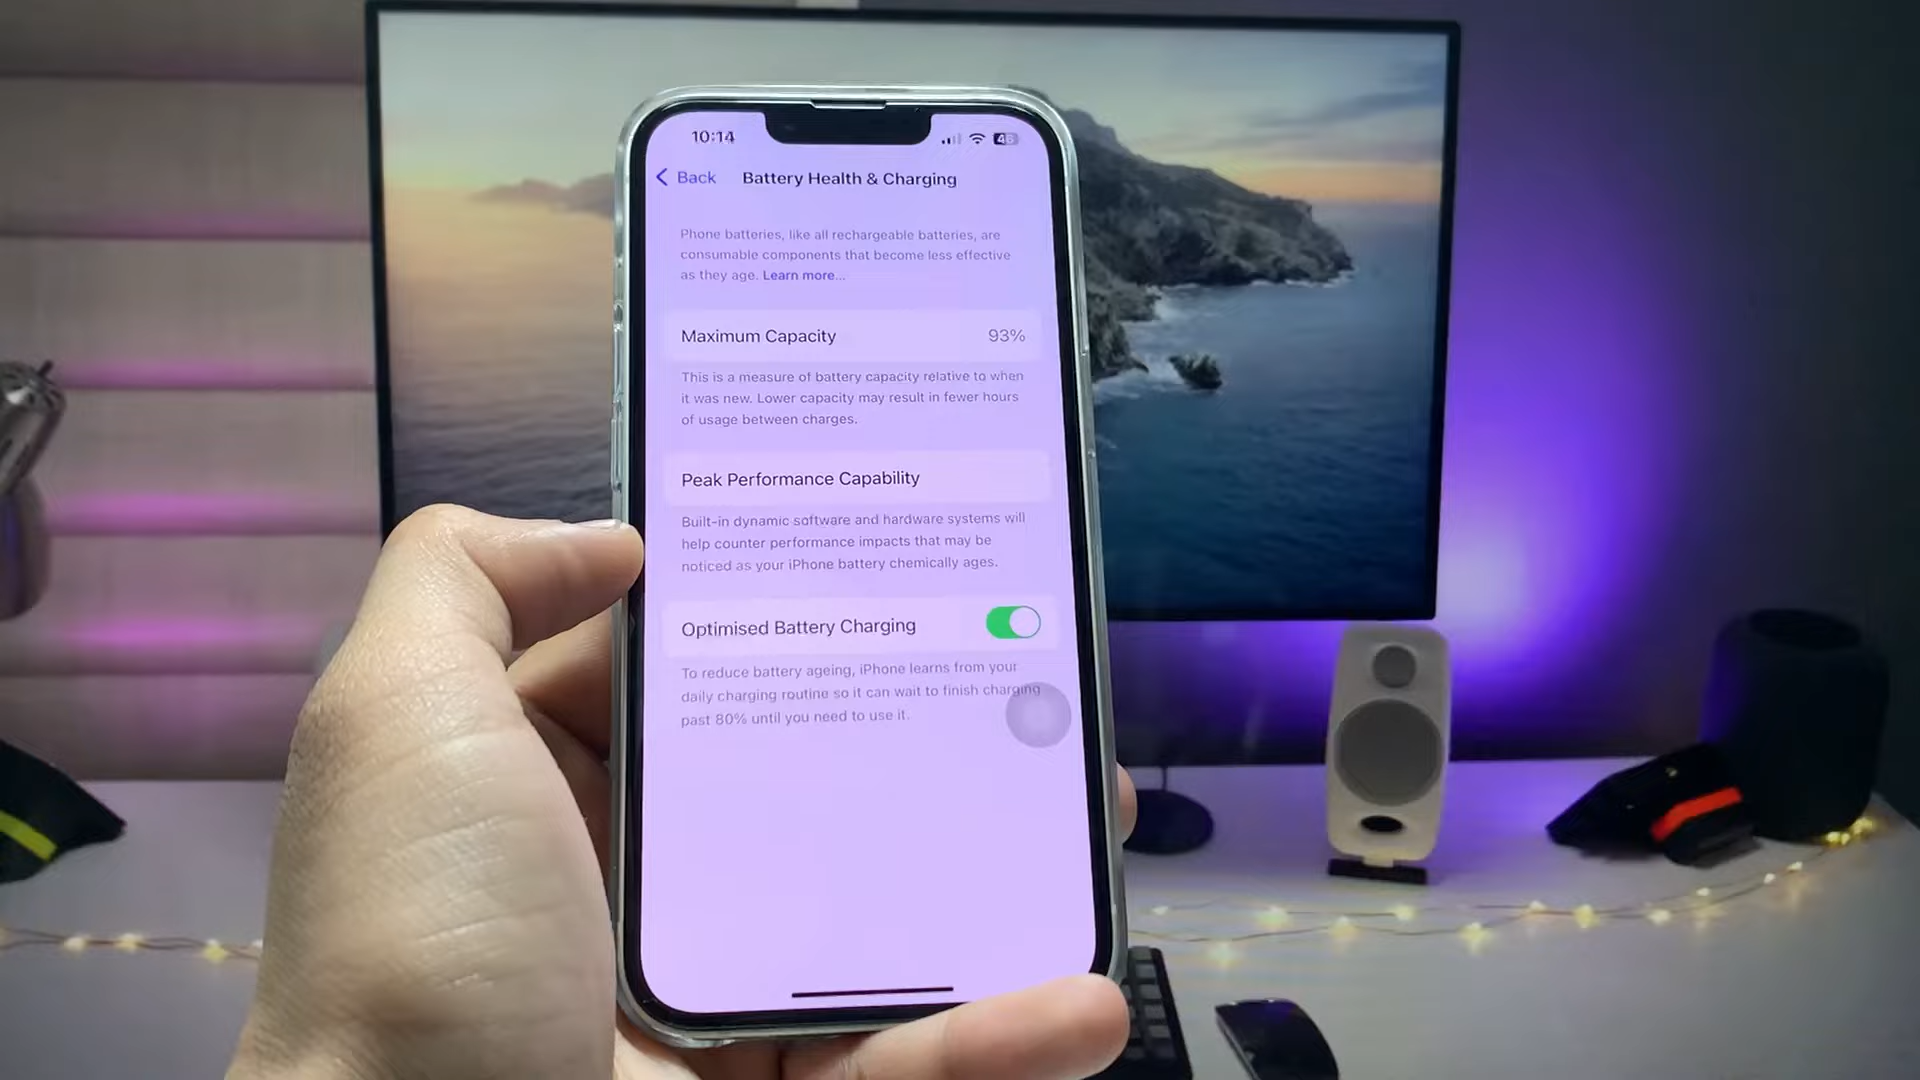 10:14
Back Battery Health & Charging
Phone batteries, like all rechargeable batteries, are
consumable components that become less effective
as they age. Learn more...
Maximum Capacity 93%
This is a measure of battery capacity relative to when
it was new. Lower capacity may result in fewer hours
of usage between charges.
Peak Performance Capability
Built-in dynamic software and hardware systems will
help counter performance impacts that may be
noticed as your iPhone battery chemically ages.
Optimised Battery Charging
To reduce battery ageing, iPhone learns from your
daily charging routine so it can wait to finish charging
past 80% until you need to use it.